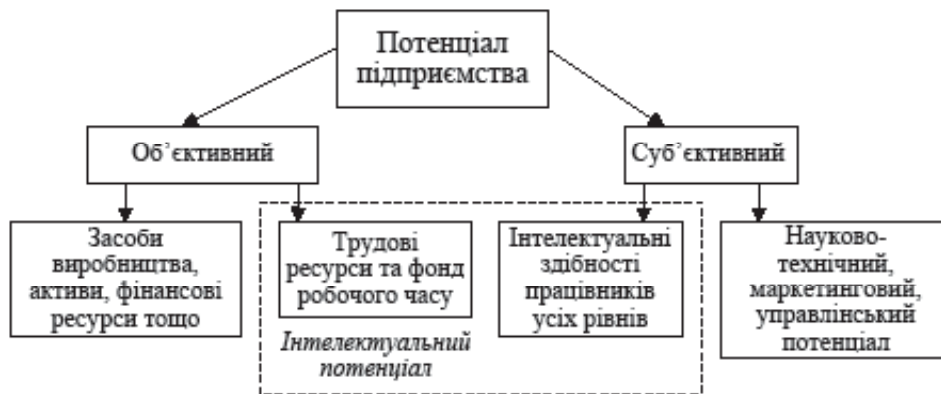 Потенціал
підприємства
Об’єктивний
Суб’єктивний
Засоби
виробництва,
активи, фінансові
ресурси тощо
Трудові
ресурси та фонд
робочого часу
Інтелектуальні
здібності
працівників
усіх рівнів
Науково-
технічний,
маркетинговий,
управлінський
потенціал
Інтелектуальний
потенціал